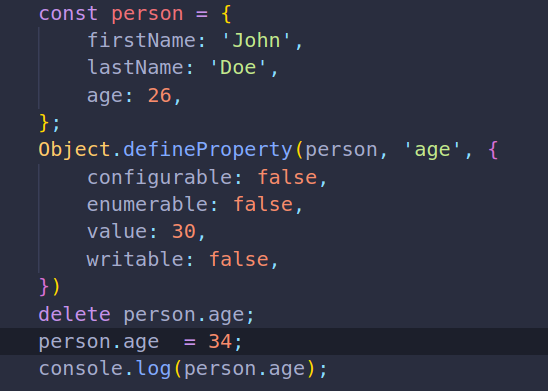 const person = {
    firstName: 'John',
    lastName: 'Doe',
    age: 26,
};
Object.defineProperty(person, 'age', {
    configurable: false,
    enumerable: false,
    value: 30,
    writable: false,
})
delete person.age;
person.age  = 34;
console.log(person.age);